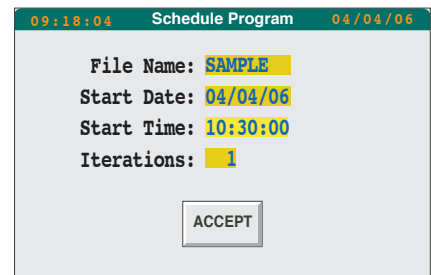 09:18:04 Schedule Program 04/04/06
File Name: SAMPLE
Start Date: 04/04/06
Start Time: 10:30:00
Iterations: 1
ACCEPT